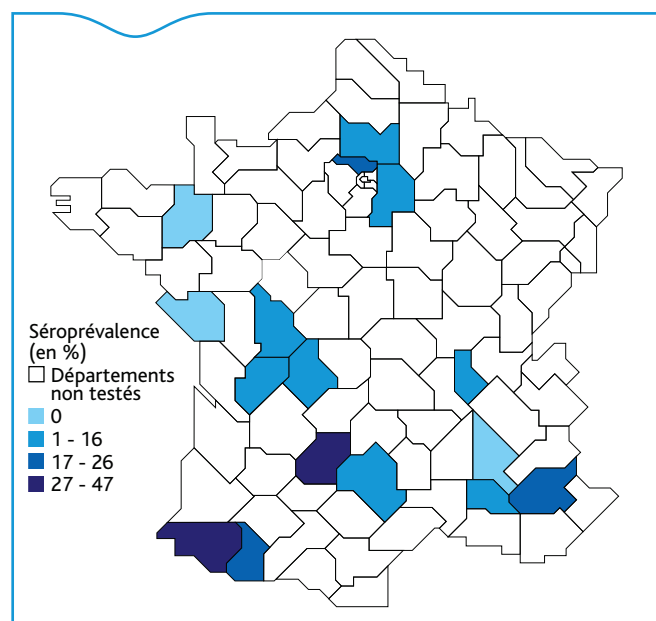 Séroprévalence
(en %)
Départements
non testés
0
1 - 16
17 - 26
27 - 47